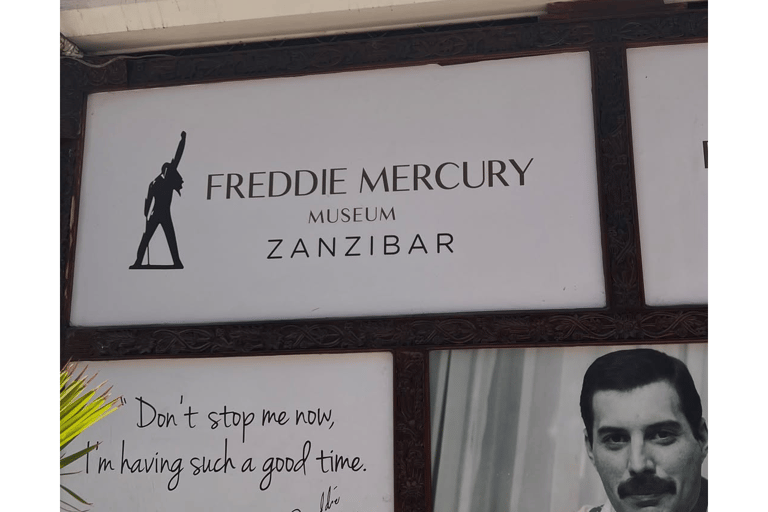 FREDDIE MERCURY
MUSEUM
ZANZIBAR
"Don't stop me now,
I'm having such a good time.